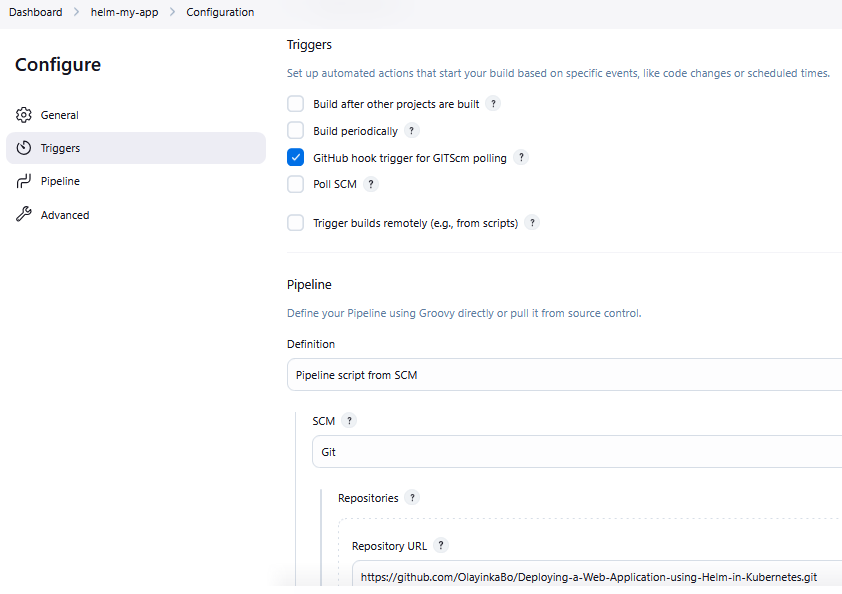 Dashboard > helm-my-app > Configuration
Configure
General
Triggers
Pipeline
Advanced
Triggers
Set up automated actions that start your build based on specific events, like code changes or scheduled times.
Build after other projects are built ?
Build periodically ?
GitHub hook trigger for GITScm polling ?
Poll SCM ?
Trigger builds remotely (e.g., from scripts) ?
Pipeline
Define your Pipeline using Groovy directly or pull it from source control.
Definition
Pipeline script from SCM
SCM ?
Git
Repositories ?
Repository URL ?
https://github.com/OlayinkaBo/Deploying-a-Web-Application-using-Helm-in-Kubernetes.git